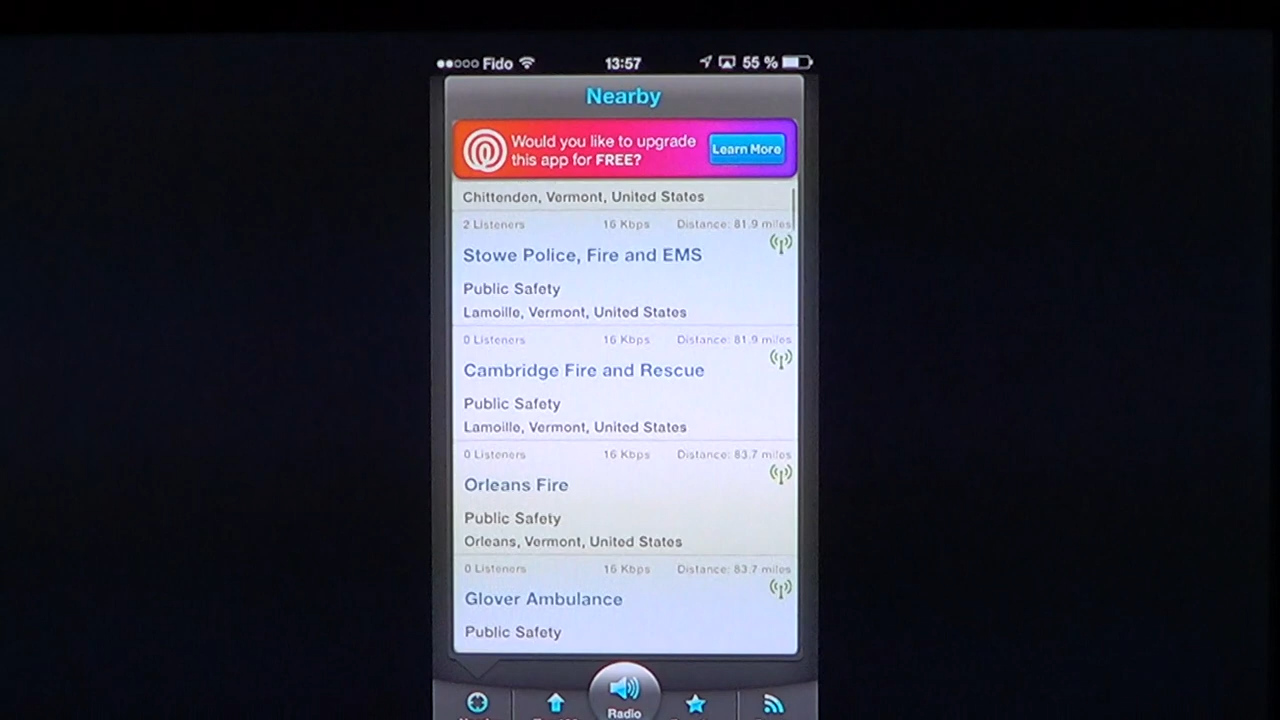 Fido 13:57 55 %
Nearby
Would you like to upgrade
this app for FREE?
Learn More
Chittenden, Vermont, United States
2 Listeners 16 Kbps Distance: 81.9 miles
Stowe Police, Fire and EMS
Public Safety
Lamoille, Vermont, United States
0 Listeners 16 Kbps Distance: 81.9 miles
Cambridge Fire and Rescue
Public Safety
Lamoille, Vermont, United States
0 Listeners 16 Kbps Distance: 83.7 miles
Orleans Fire
Public Safety
Orleans, Vermont, United States
0 Listeners 16 Kbps Distance: 83.7 miles
Glover Ambulance
Public Safety
Radio